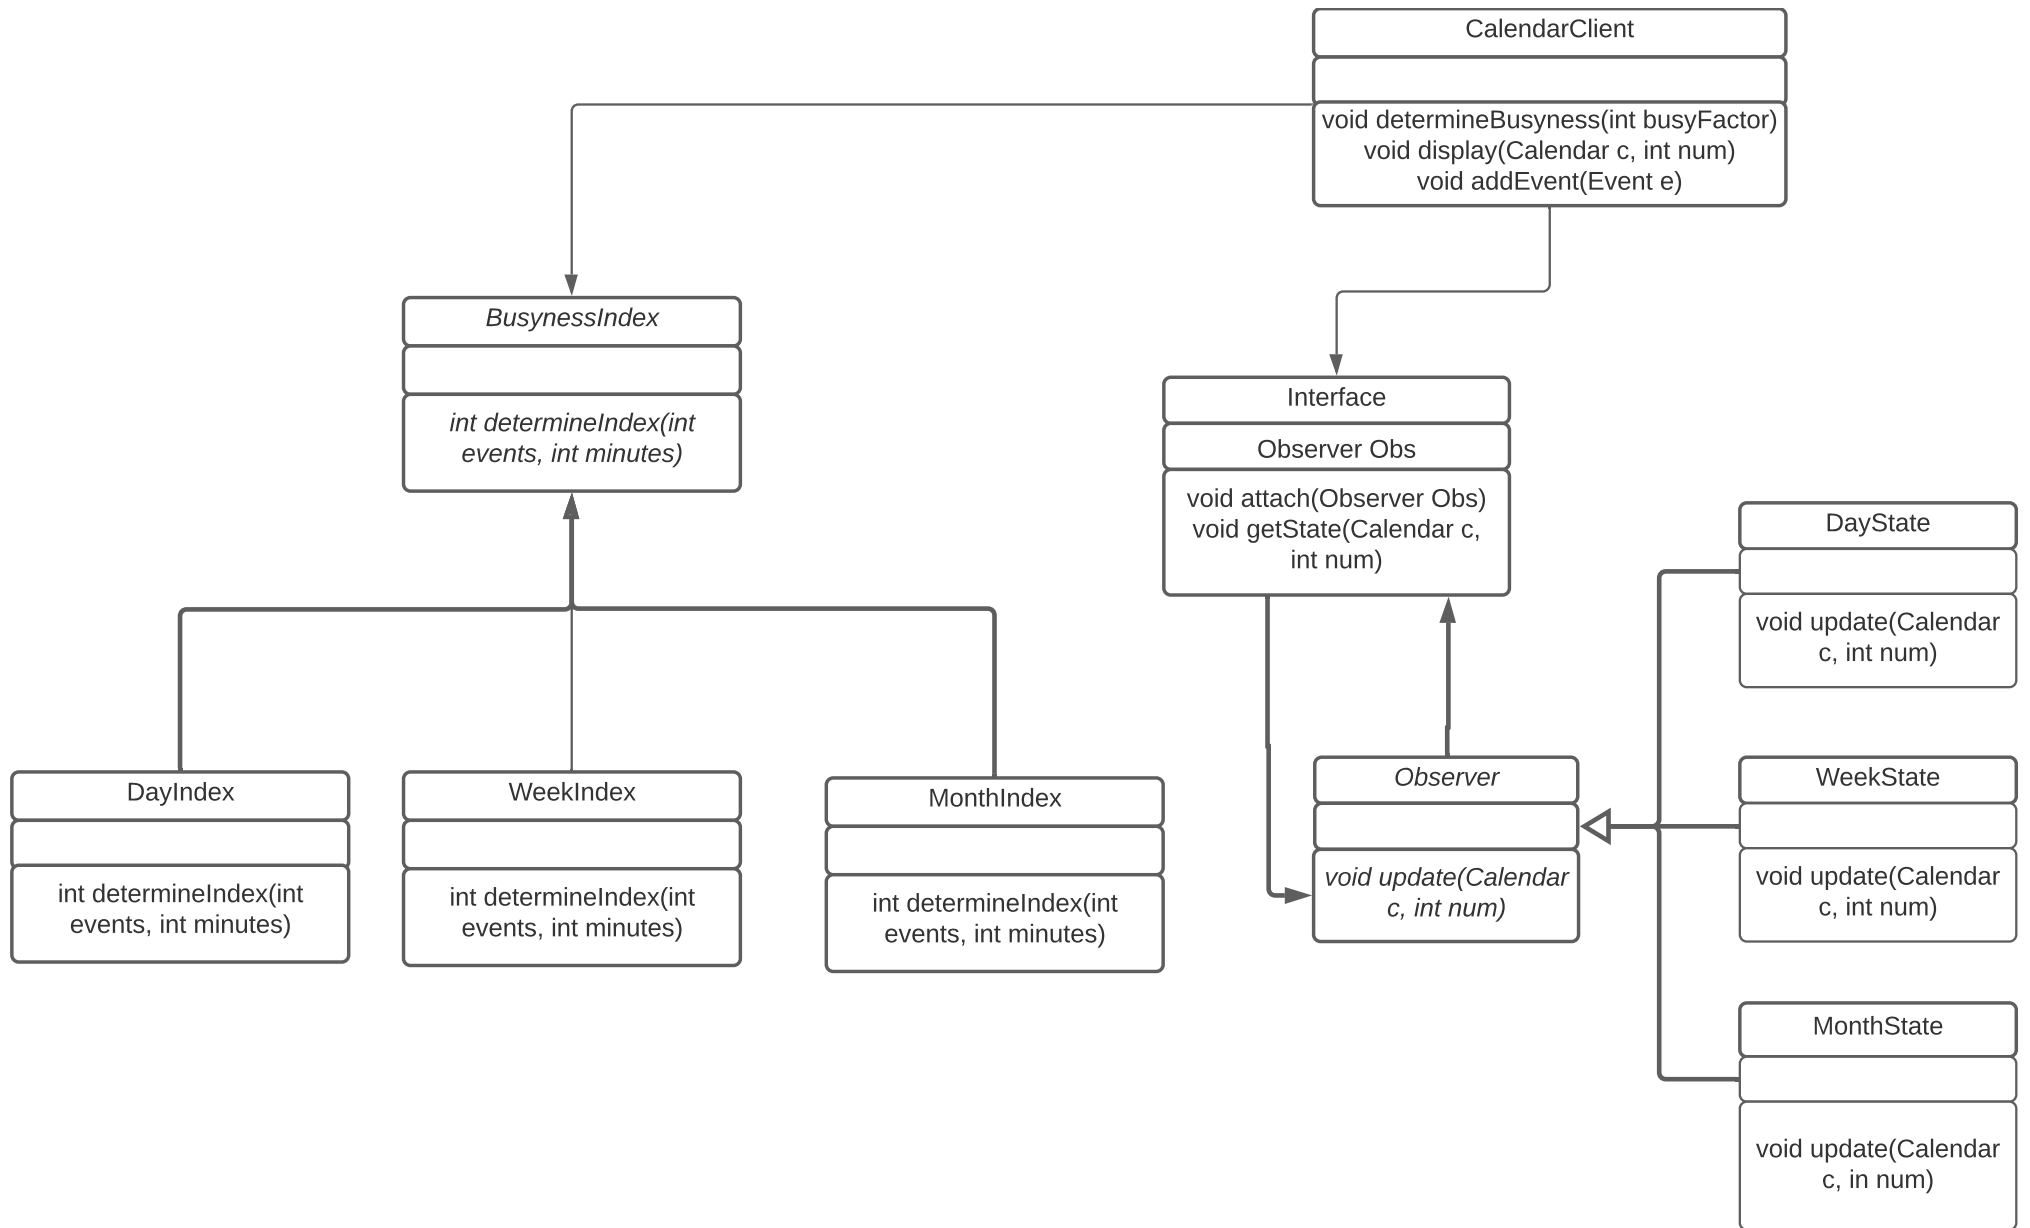 CalendarClient
void determineBusyness(int busyFactor)
void display(Calendar c, int num)
void addEvent(Event e)
BusynessIndex
int determineIndex(int
events, int minutes)
Interface
Observer Obs
void attach(Observer Obs)
void getState(Calendar c,
int num)
DayState
void update(Calendar
c, int num)
DayIndex
int determineIndex(int
events, int minutes)
WeekIndex
int determineIndex(int
events, int minutes)
MonthIndex
int determineIndex(int
events, int minutes)
Observer
void update(Calendar
c, int num)
WeekState
void update(Calendar
c, int num)
MonthState
void update(Calendar
c, in num)